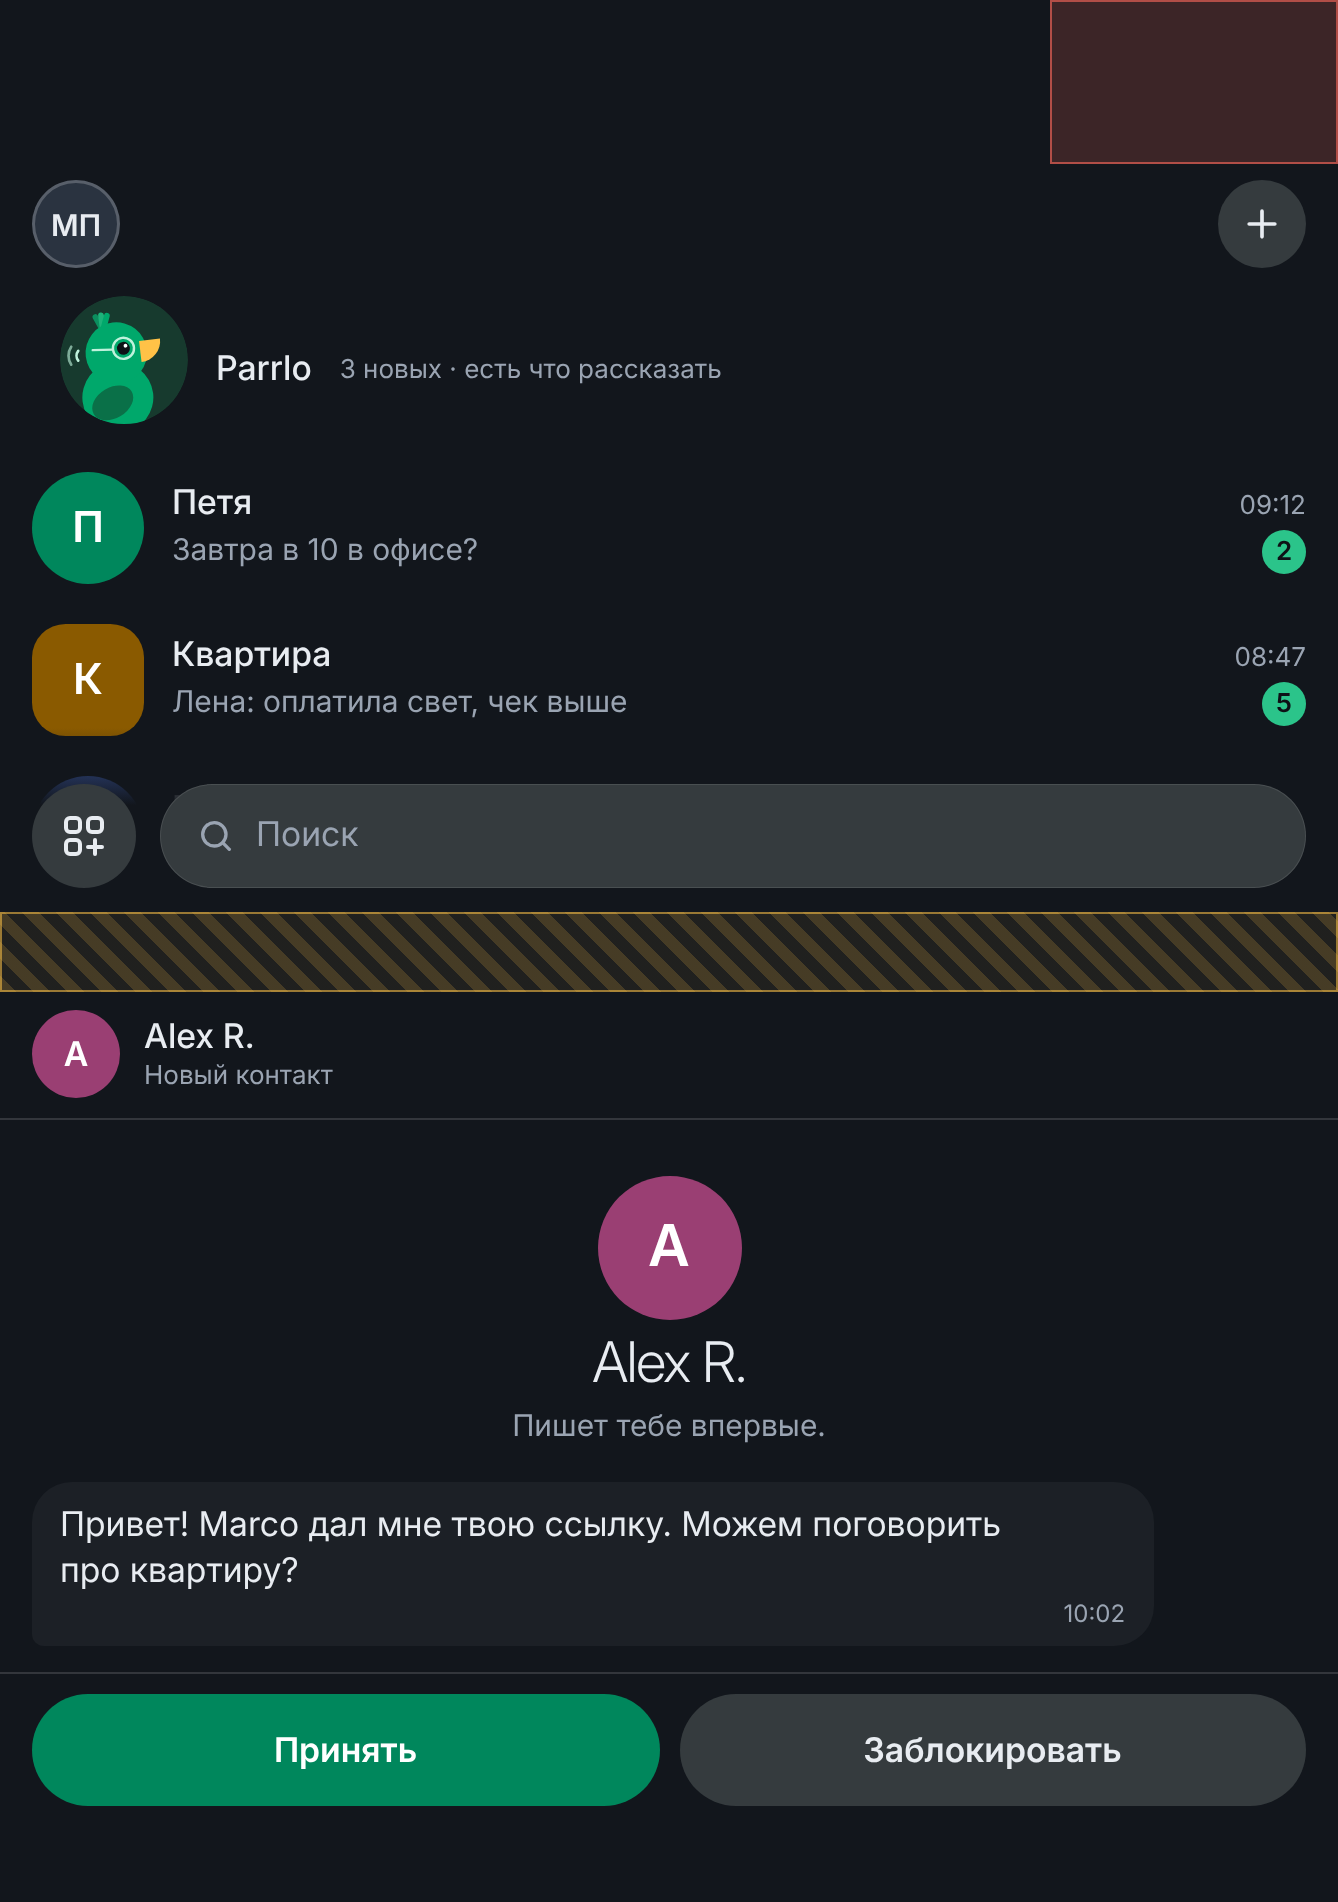 МП
Parrlo 3 новых · есть что рассказать
П Петя 09:12
Завтра в 10 в офисе? 2
К Квартира 08:47
Лена: оплатила свет, чек выше 5
Поиск
A Alex R.
Новый контакт
A
Alex R.
Пишет тебе впервые.
Привет! Marco дал мне твою ссылку. Можем поговорить
про квартиру?
10:02
Принять Заблокировать